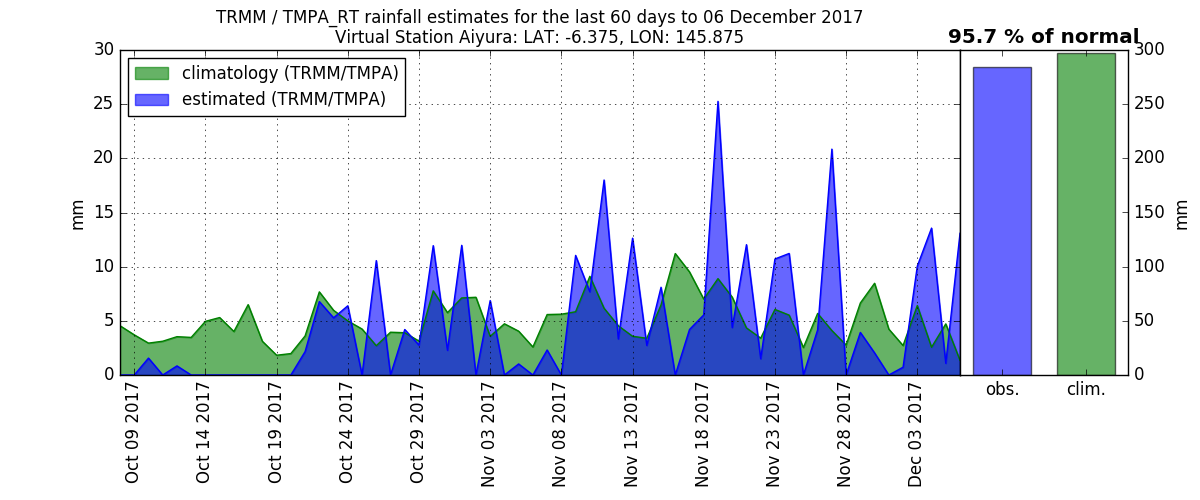 TRMM / TMPA_RT rainfall estimates for the last 60 days to 06 December 2017
Virtual Station Aiyura: LAT: -6.375, LON: 145.875
95.7 % of normal
climatology (TRMM/TMPA)
estimated (TRMM/TMPA)
30
25
20
15
10
5
0
mm
300
250
200
150
100
50
0
mm
Oct 09 2017
Oct 14 2017
Oct 19 2017
Oct 24 2017
Oct 29 2017
Nov 03 2017
Nov 08 2017
Nov 13 2017
Nov 18 2017
Nov 23 2017
Nov 28 2017
Dec 03 2017
obs.
clim.